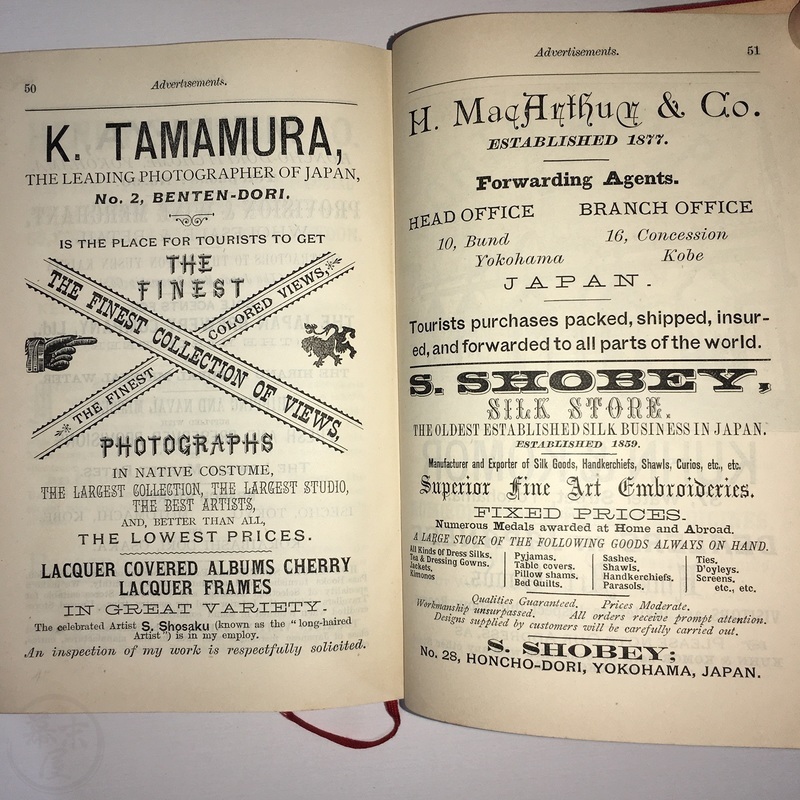 50
Advertisements.
K. TAMAMURA,
THE LEADING PHOTOGRAPHER OF JAPAN,
No. 2, BENTEN-DORI.
IS THE PLACE FOR TOURISTS TO GET
THE
FINEST
THE FINEST COLLECTION OF VIEWS,
THE FINEST COLORED VIEWS,
PHOTOGRAPHS
IN NATIVE COSTUME,
THE LARGEST COLLECTION, THE LARGEST STUDIO,
THE BEST ARTISTS,
AND, BETTER THAN ALL,
THE LOWEST PRICES.
LACQUER COVERED ALBUMS CHERRY
LACQUER FRAMES
IN GREAT VARIETY.
The celebrated Artist S. Shosaku (known as the "long-haired
Artist") is in my employ.
An inspection of my work is respectfully solicited.
Advertisements.
51
H. MacArthur & Co.
ESTABLISHED 1877.
Forwarding Agents.
HEAD OFFICE BRANCH OFFICE
10, Bund 16, Concession
Yokohama Kobe
JAPAN.
Tourists purchases packed, shipped, insur-
ed, and forwarded to all parts of the world.
S. SHOBEY,
SILK STORE.
THE OLDEST ESTABLISHED SILK BUSINESS IN JAPAN.
ESTABLISHED 1859.
Manufacturer and Exporter of Silk Goods, Handkerchiefs, Shawls, Curios, etc., etc.
Superior Fine Art Embroideries.
FIXED PRICES.
Numerous Medals awarded at Home and Abroad.
A LARGE STOCK OF THE FOLLOWING GOODS ALWAYS ON HAND.
All Kinds Of Dress Silks. Pyjamas. Sashes. Ties.
Tea & Dressing Gowns. Table covers. Shawls. D'oyleys.
Jackets. Pillow shams. Handkerchiefs. Screens.
Kimonos Bed Quilts. Parasols. etc., etc.
Qualities Guaranteed. Prices Moderate.
Workmanship unsurpassed. All orders receive prompt attention.
Designs supplied by customers will be carefully carried out.
S. SHOBEY;
No. 28, HONCHO-DORI, YOKOHAMA, JAPAN.